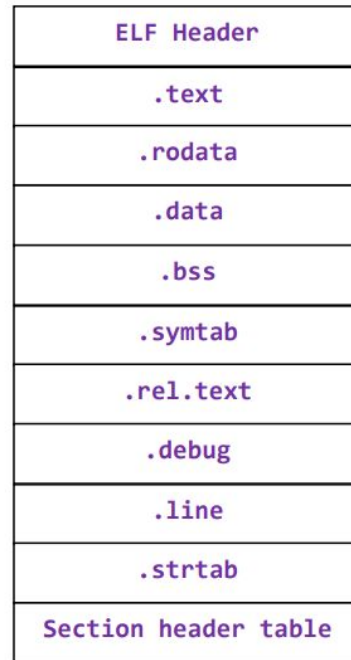 ELF Header
.text
.rodata
.data
.bss
.symtab
.rel.text
.debug
.line
.strtab
Section header table